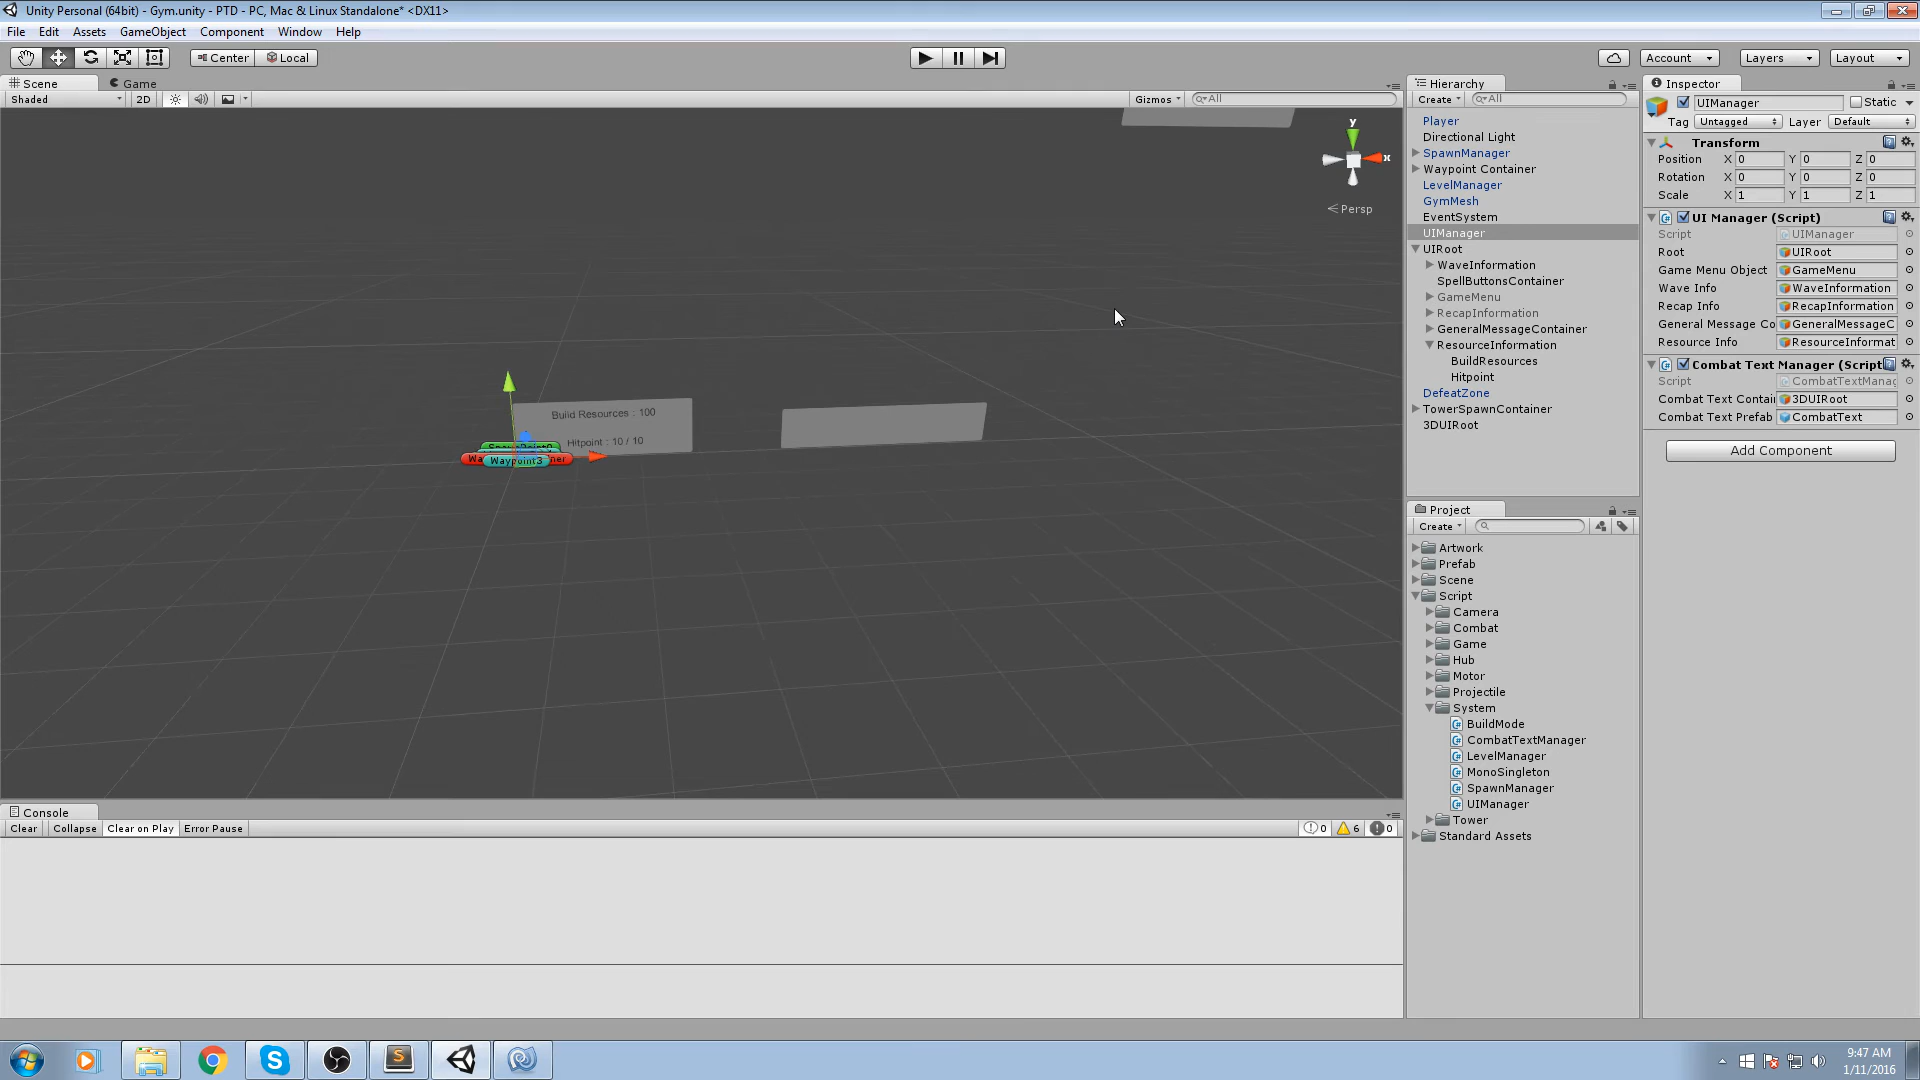 Unity Personal (64bit) - Gym.unity - PTD - PC, Mac & Linux Standalone* <DX11>
File Edit Assets GameObject Component Window Help
Center Local Account Layers Layout
Scene Game
Shaded 2D Gizmos All
y
x
Persp
Build Resources : 100
Hitpoint : 10 / 10
Waypoint3
Console
Clear Collapse Clear on Play Error Pause 0 6 0
Hierarchy
Create All
Player
Directional Light
SpawnManager
Waypoint Container
LevelManager
GymMesh
EventSystem
UIManager
UIRoot
WaveInformation
SpellButtonsContainer
GameMenu
RecapInformation
GeneralMessageContainer
ResourceInformation
BuildResources
Hitpoint
DefeatZone
TowerSpawnContainer
3DUIRoot
Project
Create
Artwork
Prefab
Scene
Script
Camera
Combat
Game
Hub
Motor
Projectile
System
BuildMode
CombatTextManager
LevelManager
MonoSingleton
SpawnManager
UIManager
Tower
Standard Assets
Inspector
UIManager Static
Tag Untagged Layer Default
Transform
Position X 0 Y 0 Z 0
Rotation X 0 Y 0 Z 0
Scale X 1 Y 1 Z 1
UI Manager (Script)
Script UIManager
Root UIRoot
Game Menu Object GameMenu
Wave Info WaveInformation
Recap Info RecapInformation
General Message Co GeneralMessageC
Resource Info ResourceInformat
Combat Text Manager (Script
Script CombatTextManag
Combat Text Contai 3DUIRoot
Combat Text Prefab CombatText
Add Component
9:47 AM
1/11/2016